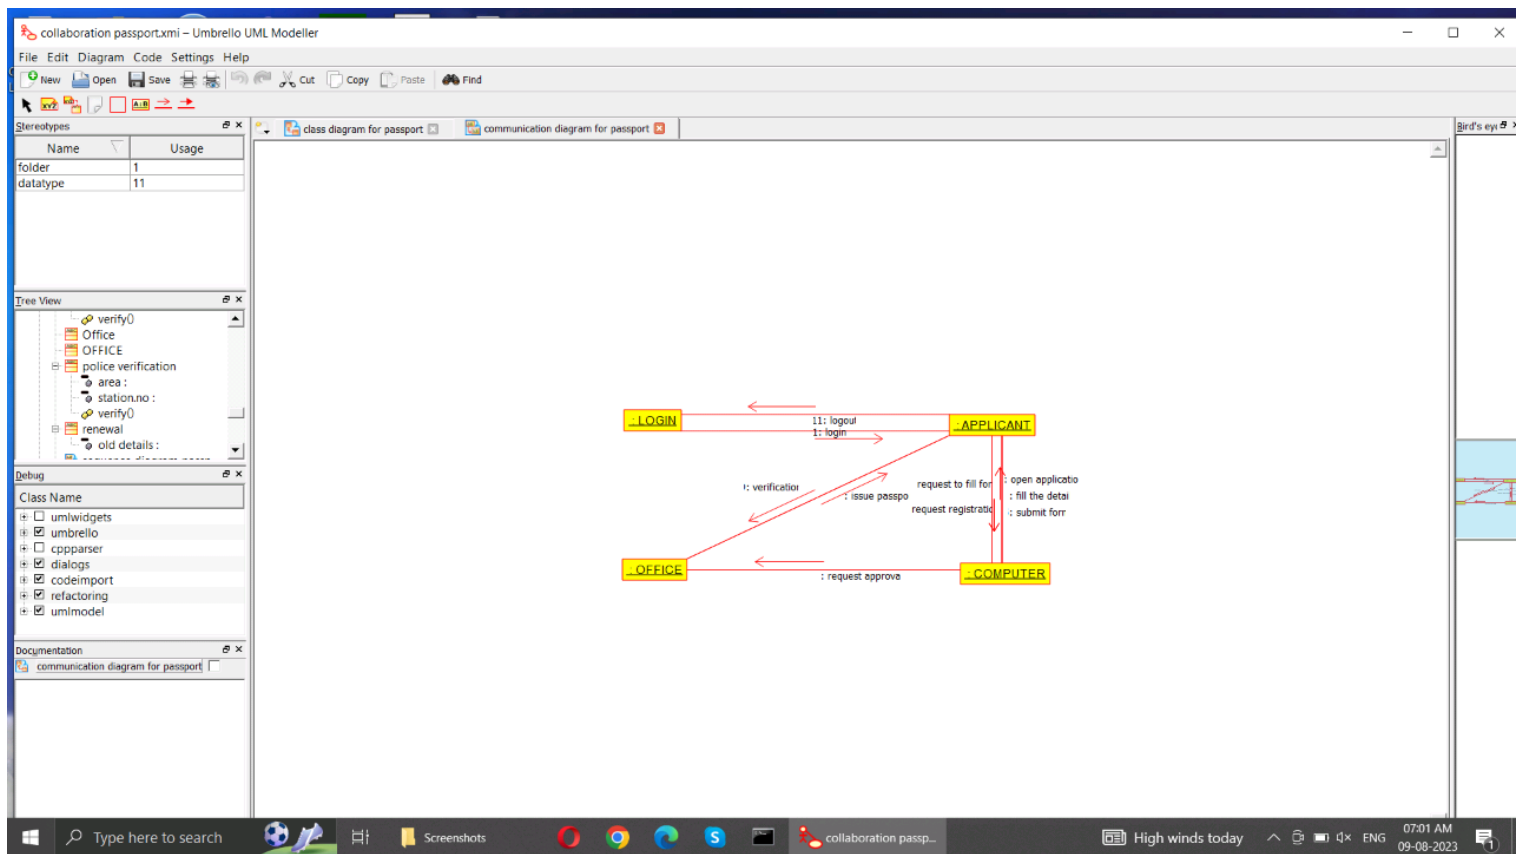 collaboration passport.xmi – Umbrello UML Modeller
File Edit Diagram Code Settings Help
New Open Save Cut Copy Paste Find
Stereotypes
Name Usage
folder 1
datatype 11
class diagram for passport
communication diagram for passport
Bird's eye
Tree View
verify()
Office
OFFICE
police verification
area :
station.no :
verify()
renewal
old details :
Debug
Class Name
umlwidgets
umbrello
cppparser
dialogs
codeimport
refactoring
umlmodel
Documentation
communication diagram for passport
: LOGIN
11: logout
1: login
: APPLICANT
: verification
: issue passpo
request to fill for
: open applicatio
: fill the detai
request registratio
: submit forr
: OFFICE
: request approva
: COMPUTER
Type here to search
Screenshots
collaboration passp...
High winds today
ENG
07:01 AM
09-08-2023
1